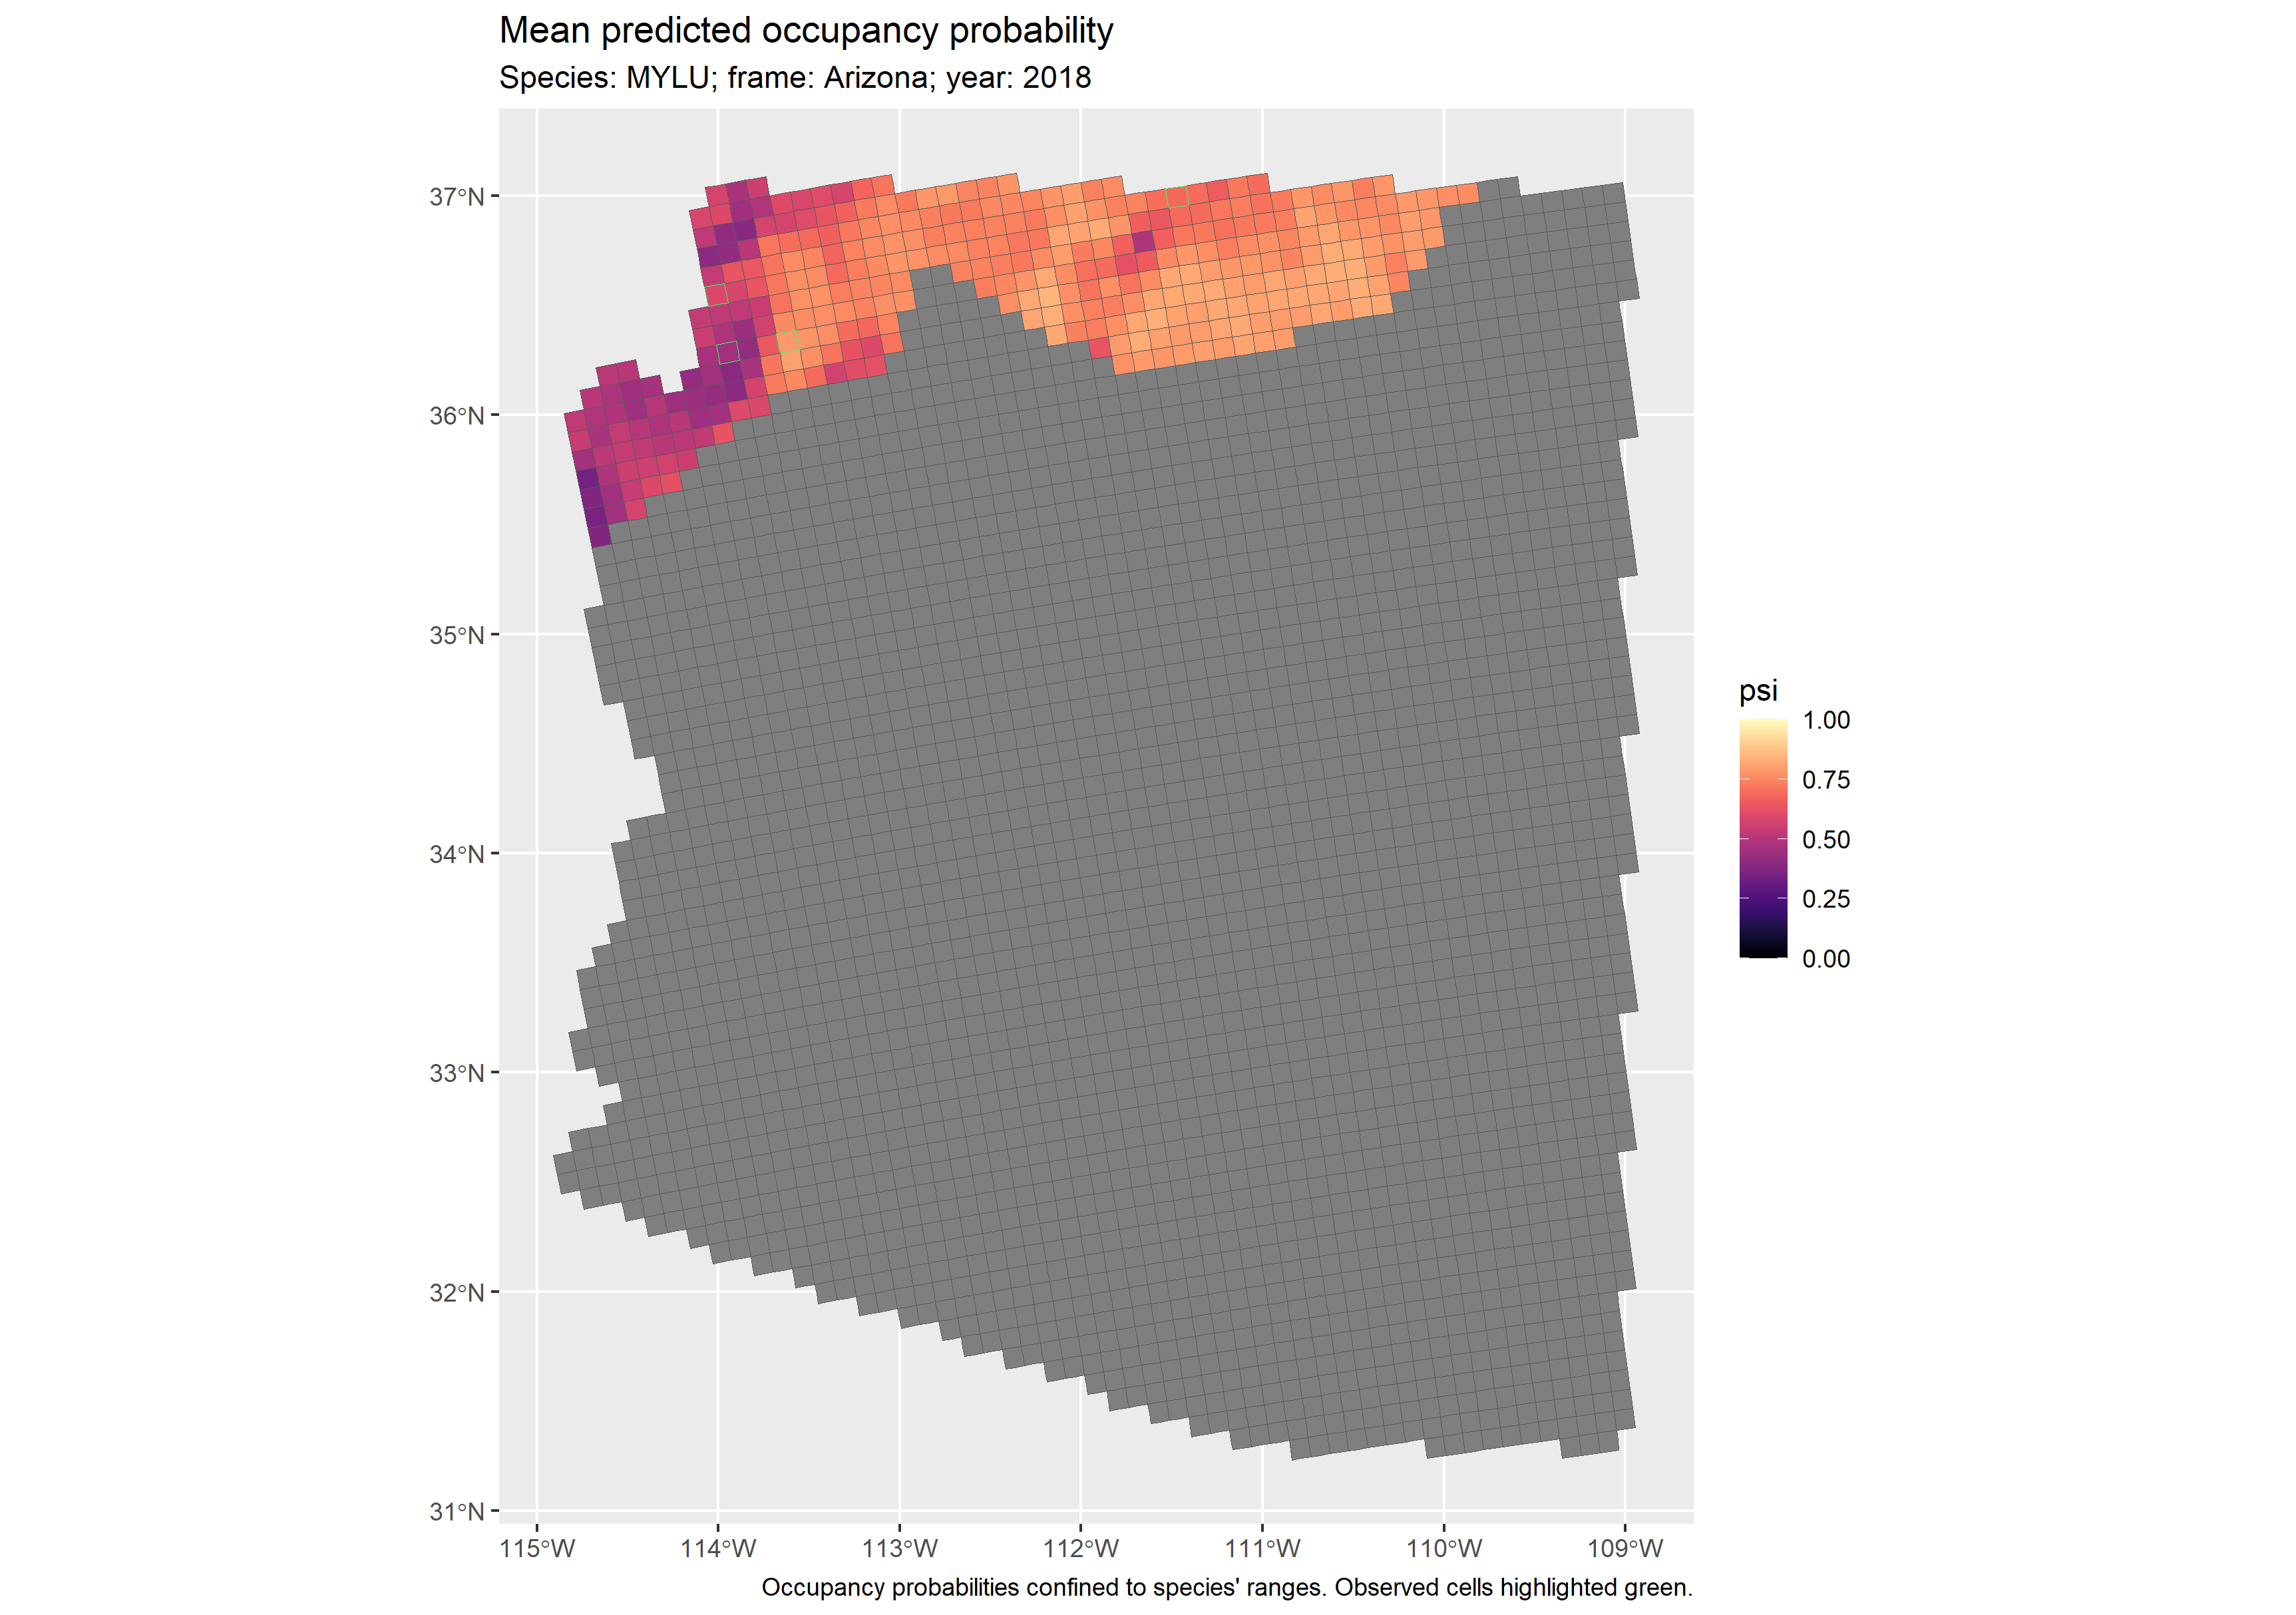 Mean predicted occupancy probability
Species: MYLU; frame: Arizona; year: 2018
37°N
36°N
35°N
34°N
33°N
32°N
31°N
115°W
114°W
113°W
112°W
111°W
110°W
109°W
psi
1.00
0.75
0.50
0.25
0.00
Occupancy probabilities confined to species' ranges. Observed cells highlighted green.